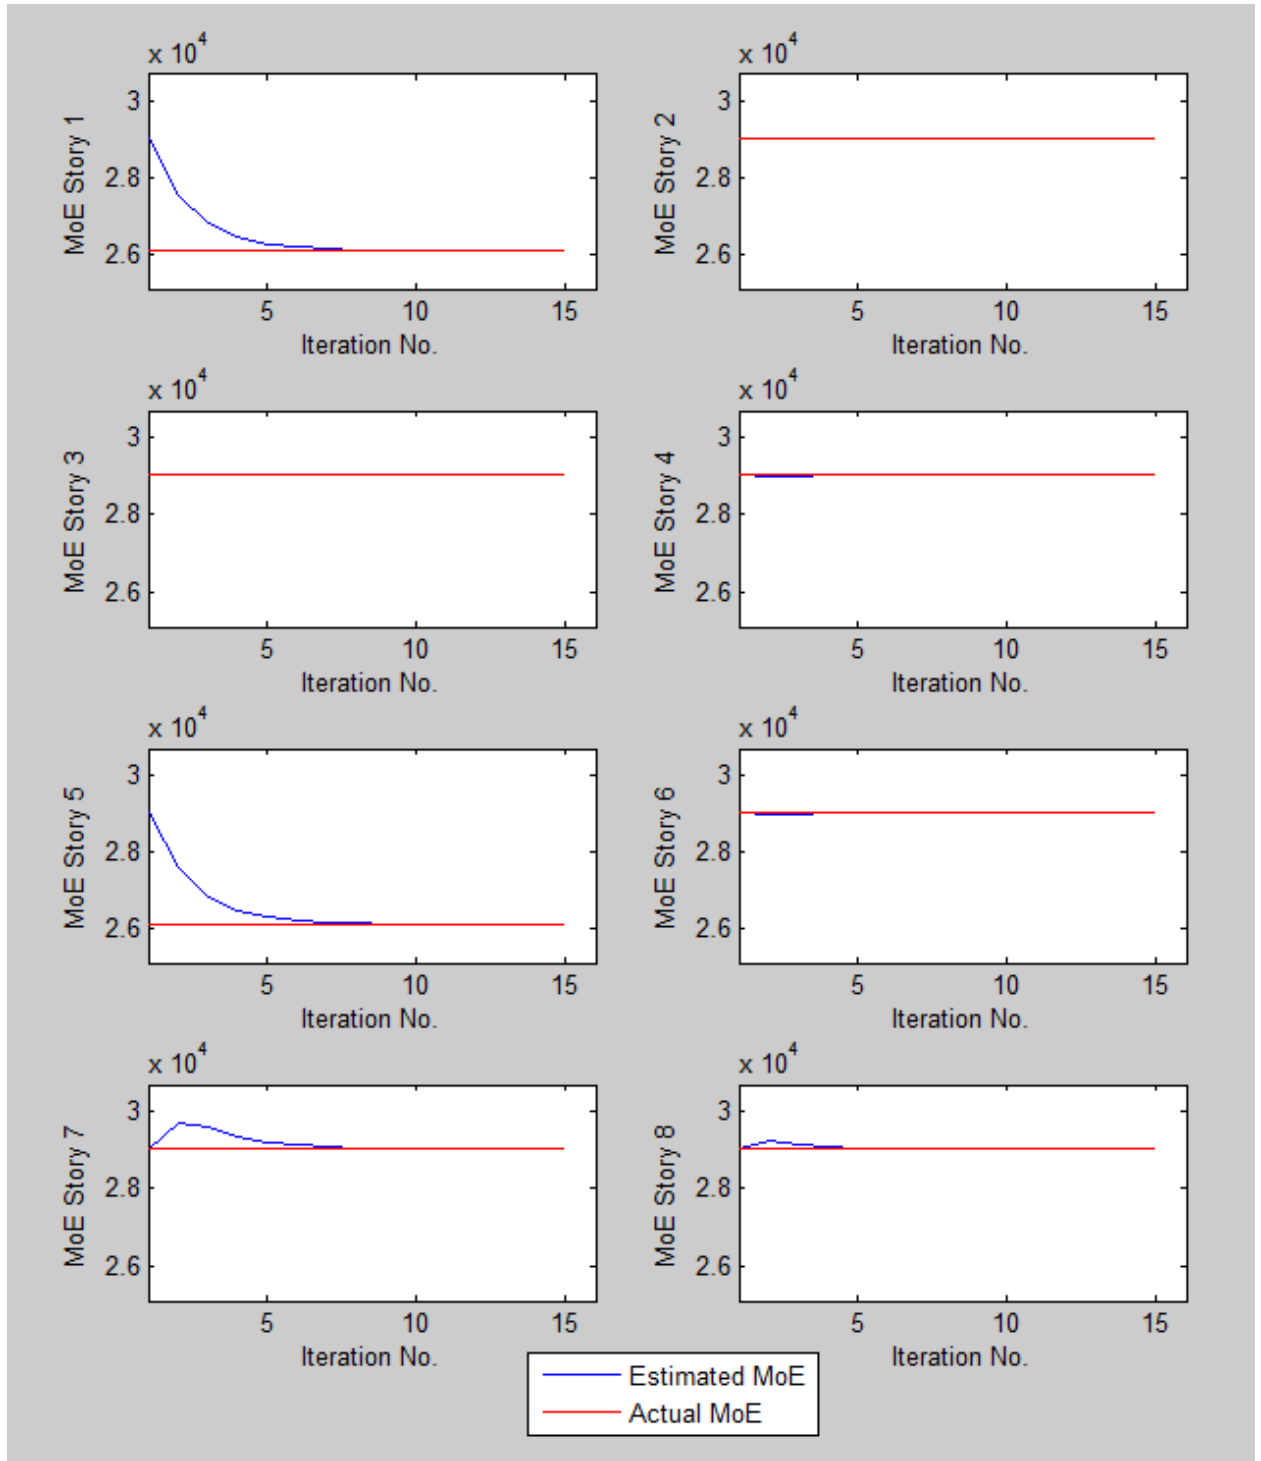 x 10^4
MoE Story 1
3
2.8
2.6
5 10 15
Iteration No.
x 10^4
MoE Story 2
3
2.8
2.6
5 10 15
Iteration No.
x 10^4
MoE Story 3
3
2.8
2.6
5 10 15
Iteration No.
x 10^4
MoE Story 4
3
2.8
2.6
5 10 15
Iteration No.
x 10^4
MoE Story 5
3
2.8
2.6
5 10 15
Iteration No.
x 10^4
MoE Story 6
3
2.8
2.6
5 10 15
Iteration No.
x 10^4
MoE Story 7
3
2.8
2.6
5 10 15
Iteration No.
x 10^4
MoE Story 8
3
2.8
2.6
5 10 15
Iteration No.
Estimated MoE
Actual MoE